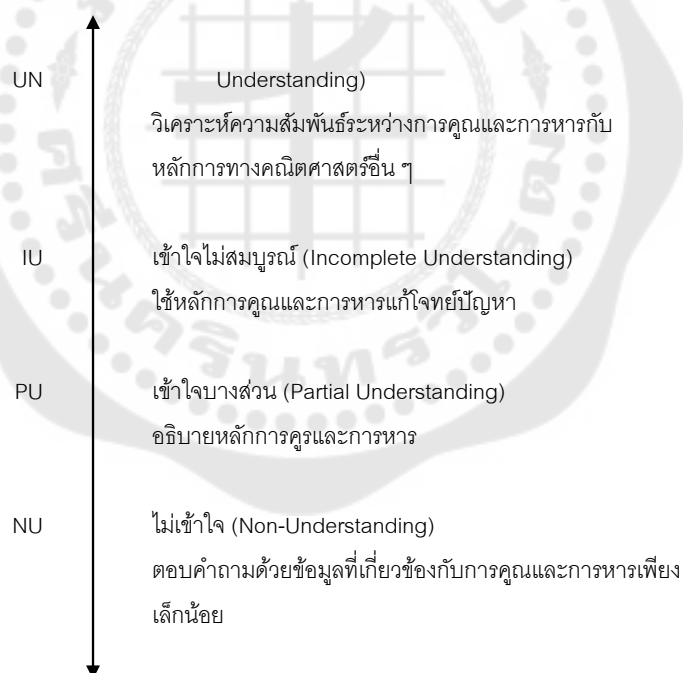 UN Understanding)
วิเคราะห์ความสัมพันธ์ระหว่างการคูณและการหารกับ
หลักการทางคณิตศาสตร์อื่น ๆ
IU เข้าใจไม่สมบูรณ์ (Incomplete Understanding)
ใช้หลักการคูณและการหารแก้โจทย์ปัญหา
PU เข้าใจบางส่วน (Partial Understanding)
อธิบายหลักการคูรและการหาร
NU ไม่เข้าใจ (Non-Understanding)
ตอบคำถามด้วยข้อมูลที่เกี่ยวข้องกับการคูณและการหารเพียง
เล็กน้อย